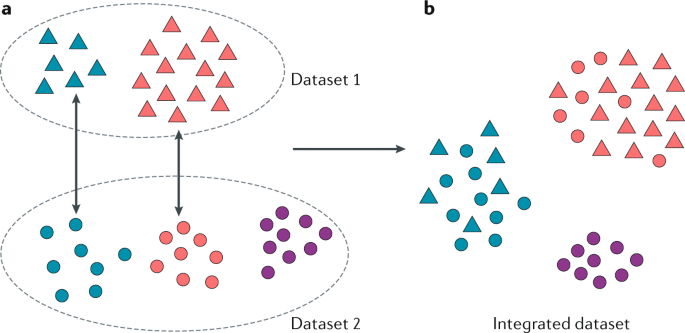 a
b
Dataset 1
Dataset 2
Integrated dataset